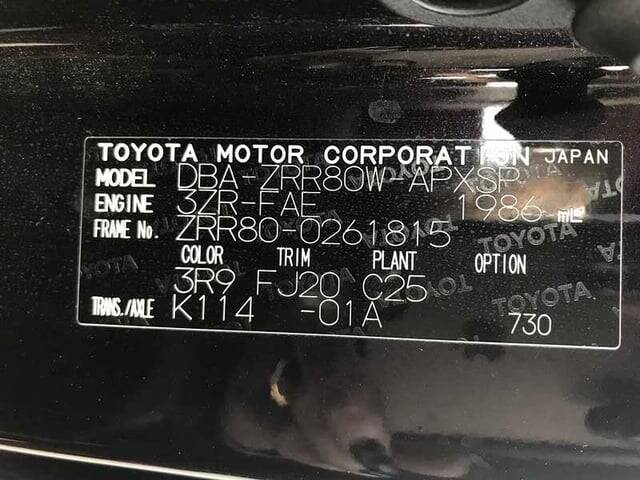 TOYOTA MOTOR CORPORATION JAPAN
MODEL DBA-ZRR80W-APXSP
ENGINE 3ZR-FAE 1986 mL
FRAME No. ZRR80-0261815
COLOR TRIM PLANT OPTION
3R9 FJ20 C25
TRANS./AXLE K114 -01A 730